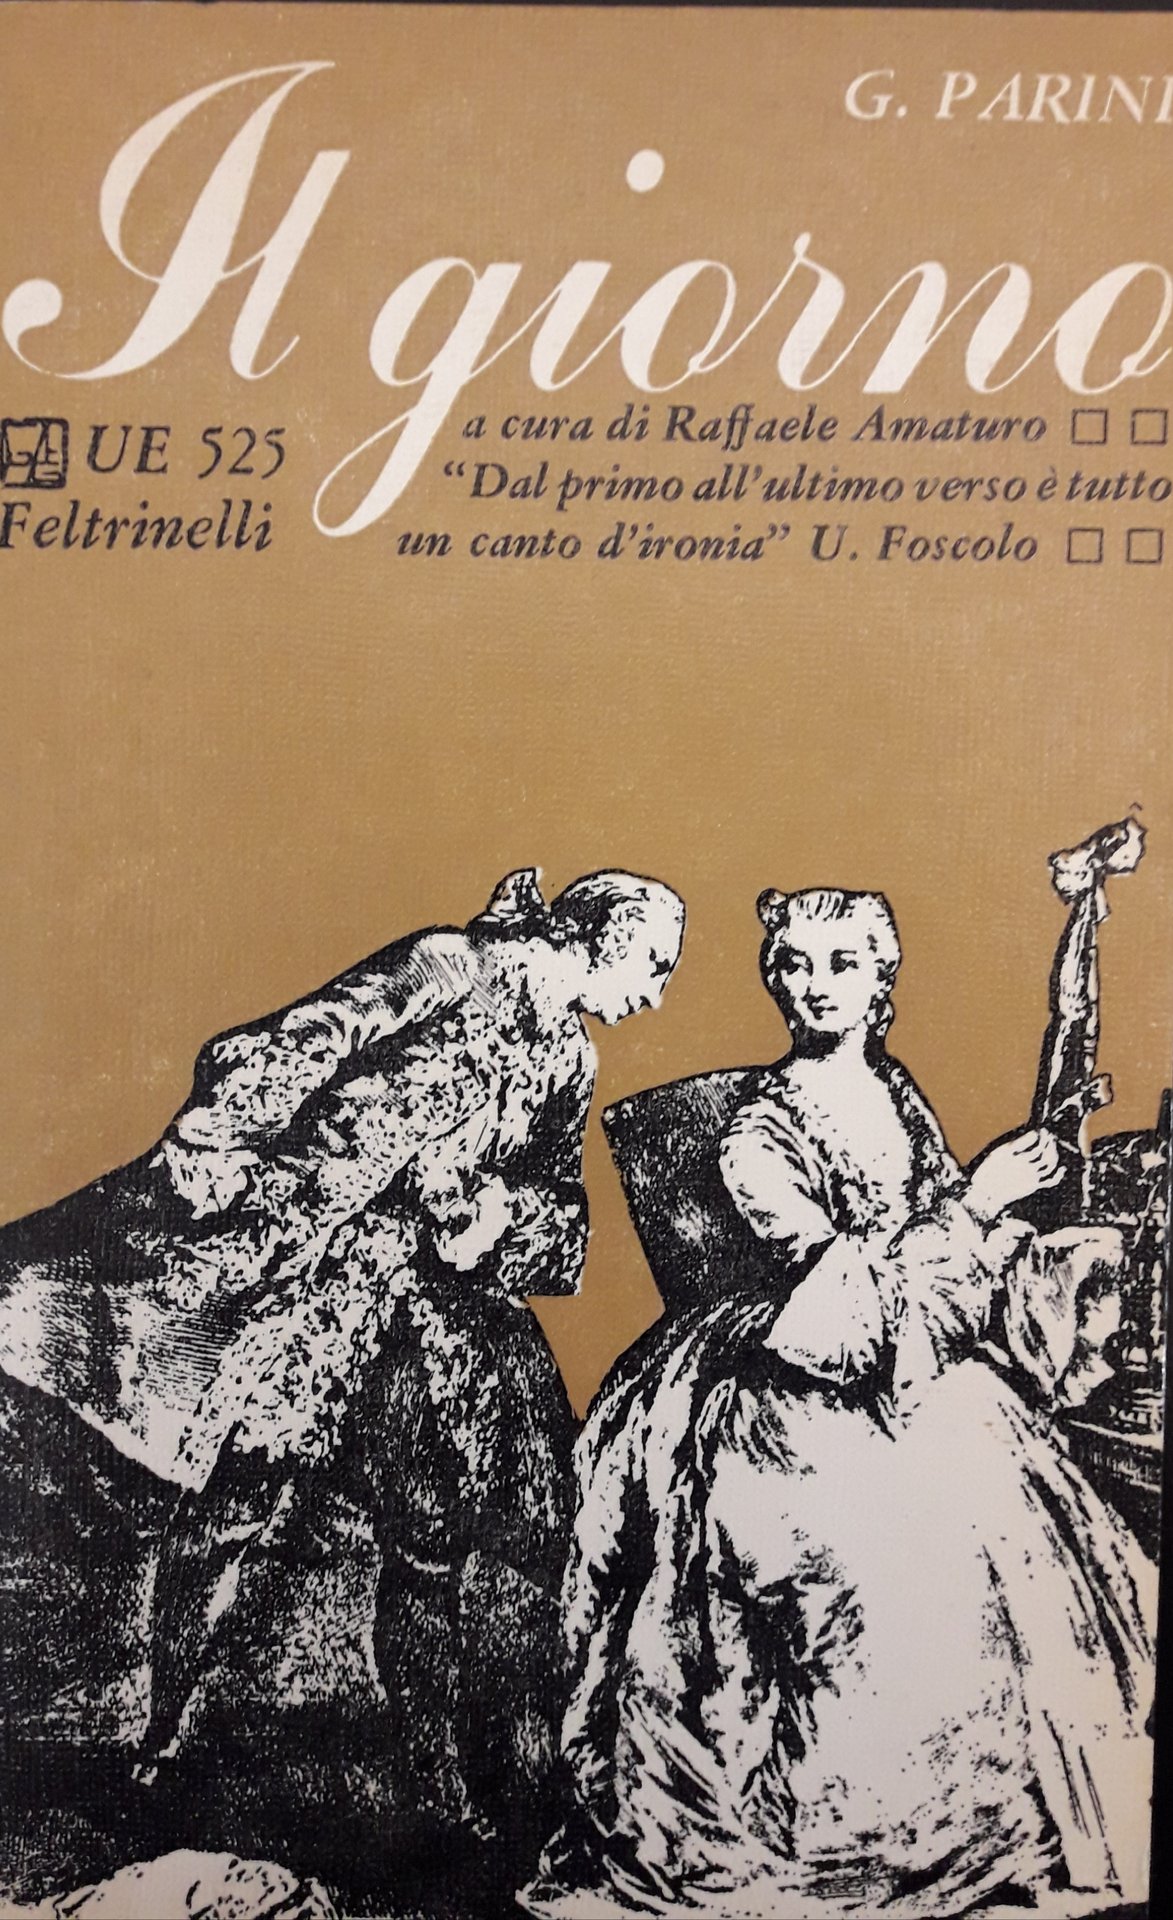 G. PARINI
Il giorno
UE 525
Feltrinelli
a cura di Raffaele Amaturo □ □
“Dal primo all’ultimo verso è tutto
un canto d’ironia” U. Foscolo □ □